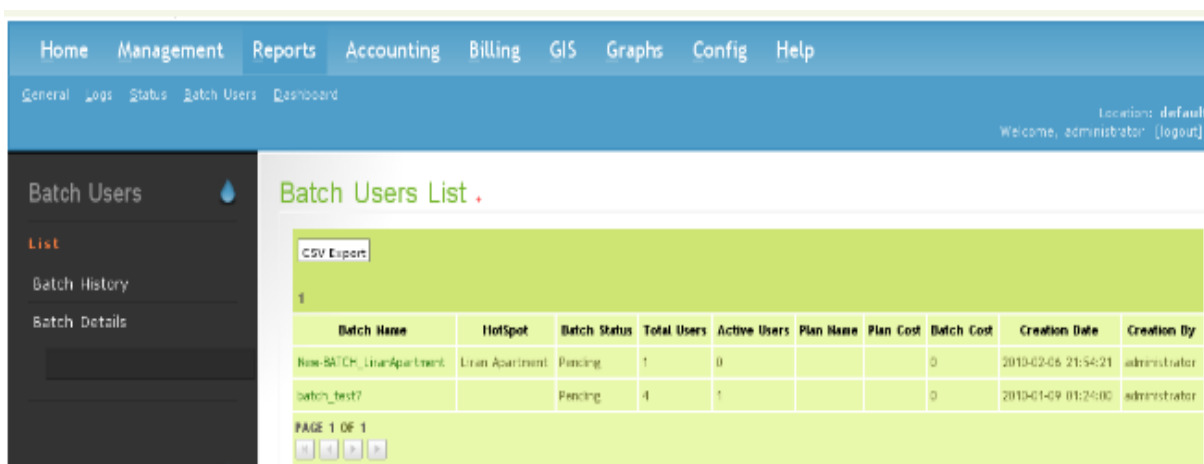 Home Management Reports Accounting Billing GIS Graphs Config Help
General Logs Status Batch Users Dashboard
Location: default
Welcome, administrator [logout]
Batch Users
List
Batch History
Batch Details
Batch Users List
CSV Export
1
Batch Name HotSpot Batch Status Total Users Active Users Plan Name Plan Cost Batch Cost Creation Date Creation By
New-BATCH_LiranApartment Liran Apartment Pending 1 0 0 2010-02-06 21:54:21 administrator
batch_test7 Pending 4 1 0 2010-01-09 01:24:00 administrator
PAGE 1 OF 1